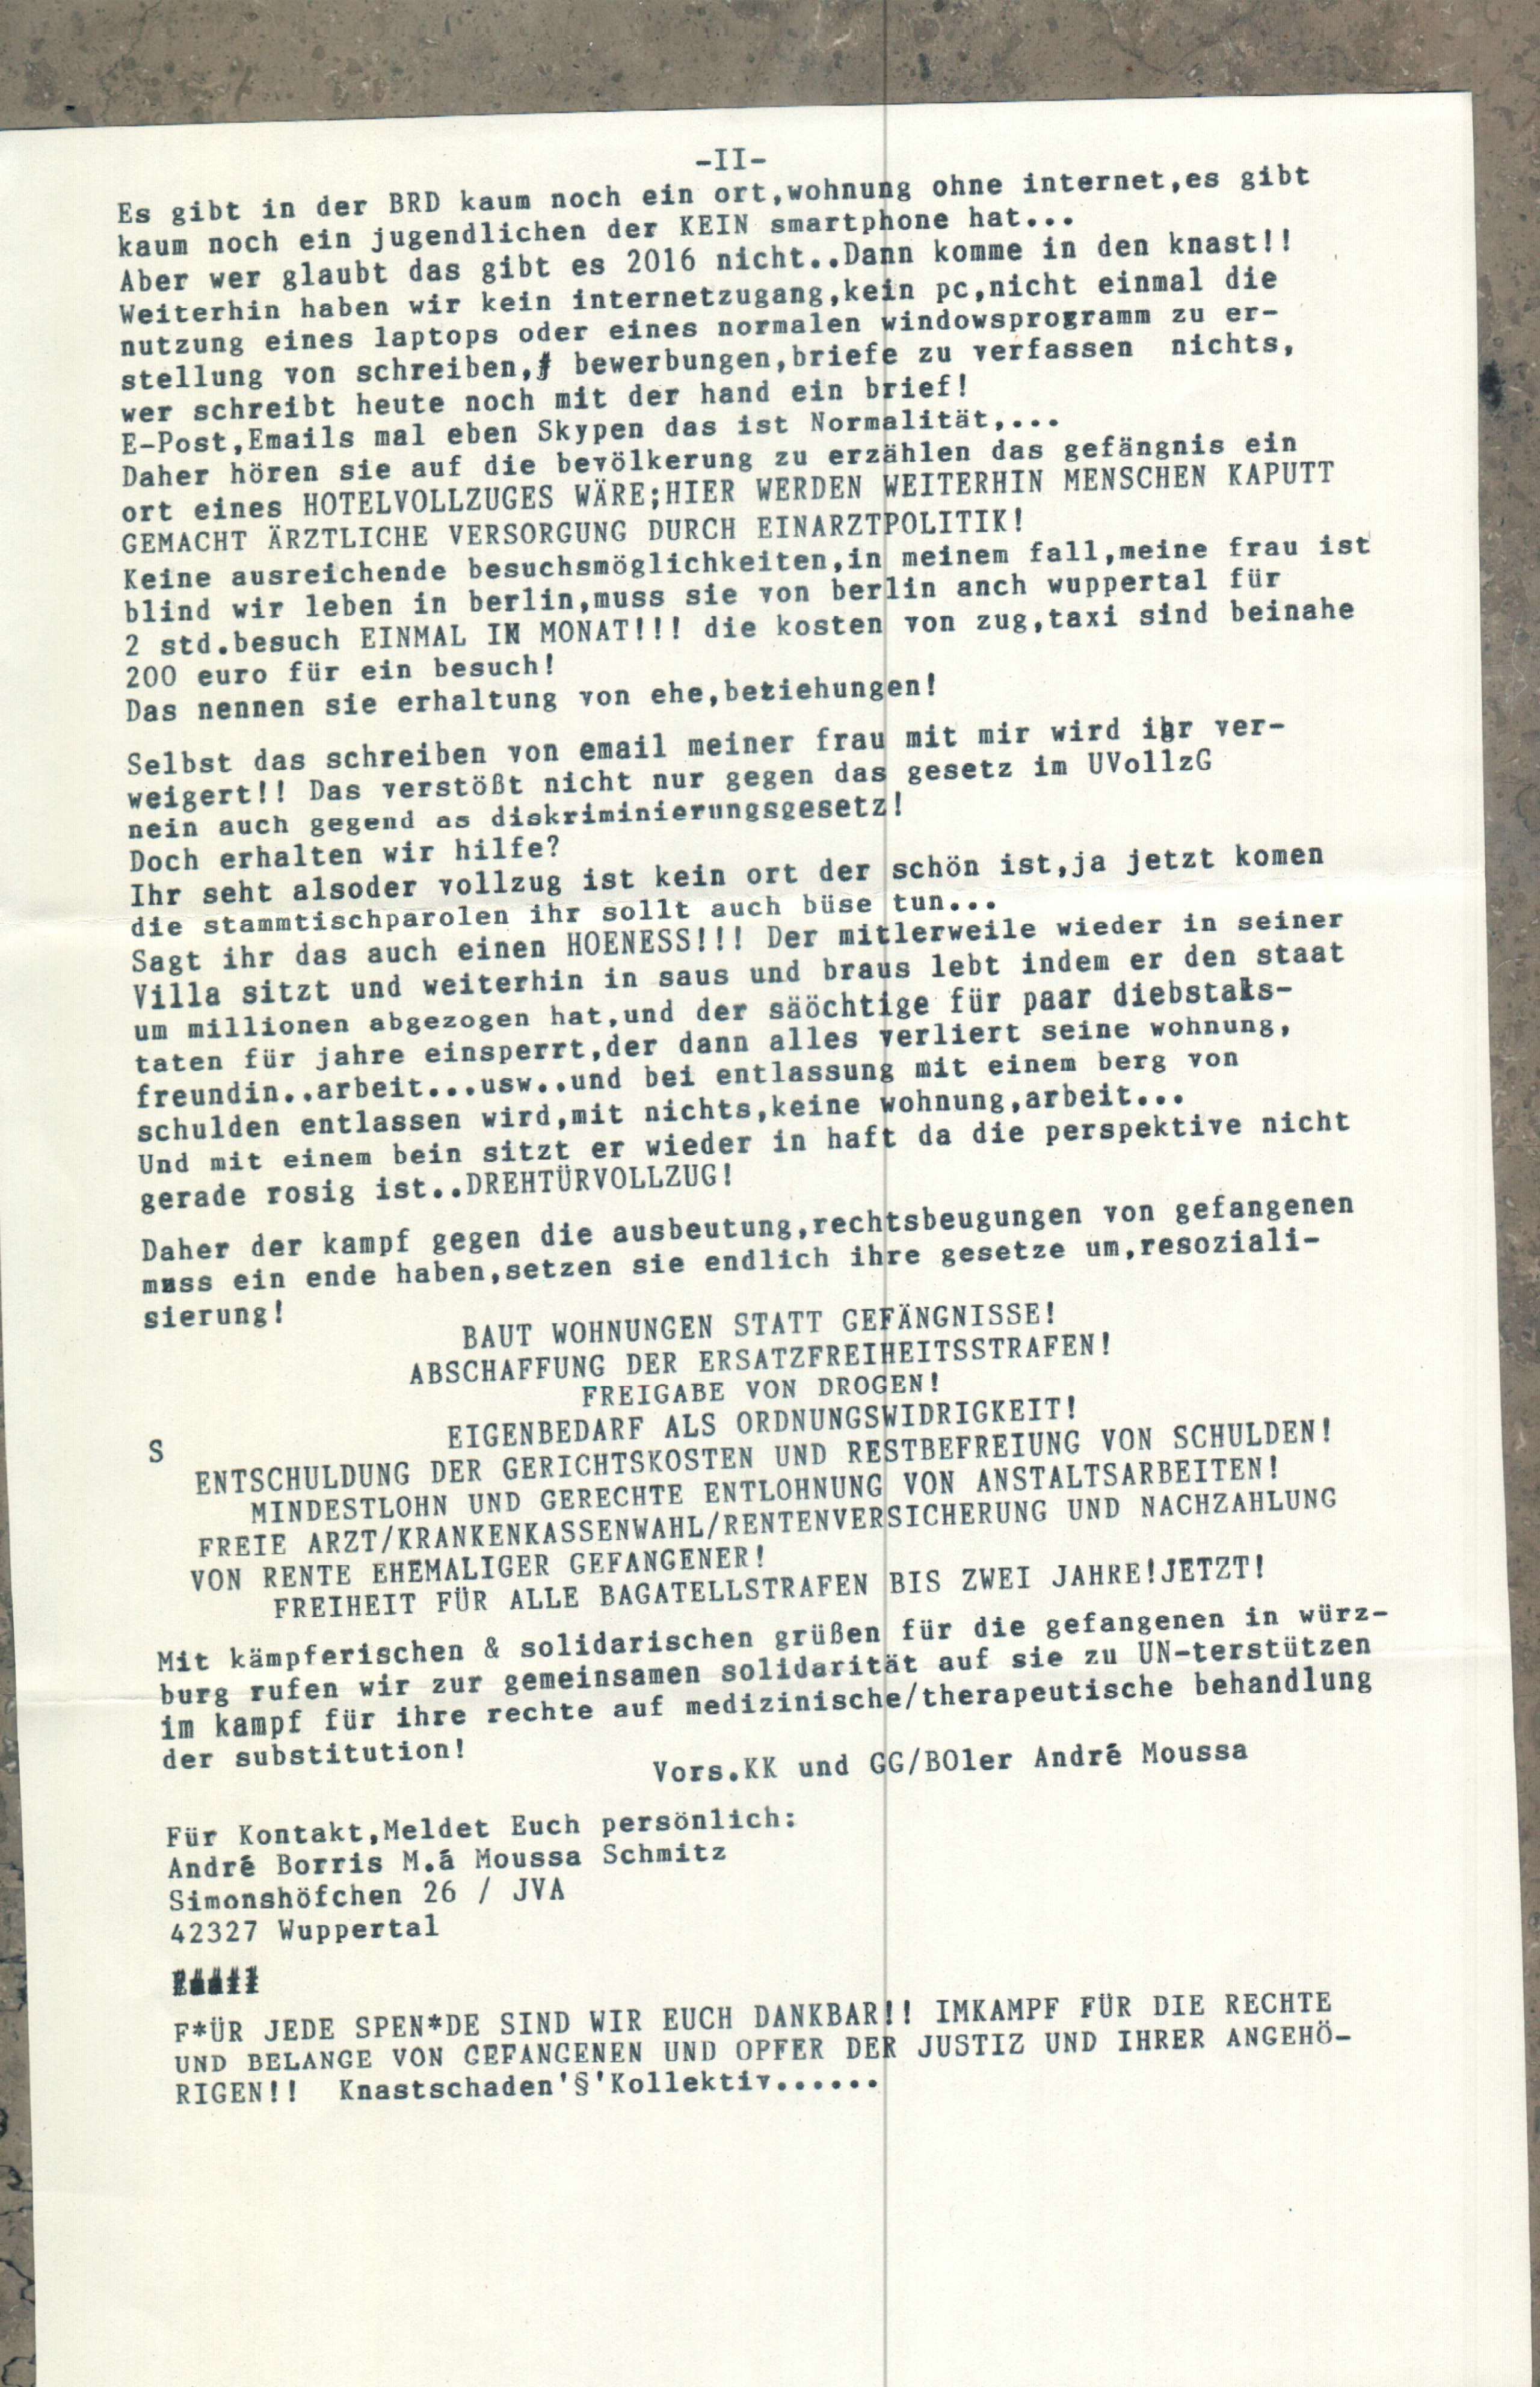 -II-
Es gibt in der BRD kaum noch ein ort,wohnung ohne internet,es gibt
kaum noch ein jugendlichen der KEIN smartphone hat...
Aber wer glaubt das gibt es 2016 nicht..Dann komme in den knast!!
Weiterhin haben wir kein internetzugang,kein pc,nicht einmal die
nutzung eines laptops oder eines normalen windowsprogramm zu er-
stellung von schreiben, bewerbungen,briefe zu verfassen nichts,
wer schreibt heute noch mit der hand ein brief!
E-Post,Emails mal eben Skypen das ist Normalität,...
Daher hören sie auf die bevölkerung zu erzählen das gefängnis ein
ort eines HOTELVOLLZUGES WÄRE;HIER WERDEN WEITERHIN MENSCHEN KAPUTT
GEMACHT ÄRZTLICHE VERSORGUNG DURCH EINARZTPOLITIK!
Keine ausreichende besuchsmöglichkeiten,in meinem fall,meine frau ist
blind wir leben in berlin,muss sie von berlin anch wuppertal für
2 std.besuch EINMAL IM MONAT!!! die kosten von zug,taxi sind beinahe
200 euro für ein besuch!
Das nennen sie erhaltung von ehe,beziehungen!
Selbst das schreiben von email meiner frau mit mir wird ihr ver-
weigert!! Das verstößt nicht nur gegen das gesetz im UVollzG
nein auch gegend as diskriminierungsgesetz!
Doch erhalten wir hilfe?
Ihr seht alsoder vollzug ist kein ort der schön ist,ja jetzt komen
die stammtischparolen ihr sollt auch büse tun...
Sagt ihr das auch einen HOENESS!!! Der mitlerweile wieder in seiner
Villa sitzt und weiterhin in saus und braus lebt indem er den staat
um millionen abgezogen hat,und der säöchtige für paar diebstals-
taten für jahre einsperrt,der dann alles verliert seine wohnung,
freundin..arbeit...usw..und bei entlassung mit einem berg von
schulden entlassen wird,mit nichts,keine wohnung,arbeit...
Und mit einem bein sitzt er wieder in haft da die perspektive nicht
gerade rosig ist..DREHTÜRVOLLZUG!
Daher der kampf gegen die ausbeutung,rechtsbeugungen von gefangenen
muss ein ende haben,setzen sie endlich ihre gesetze um,resoziali-
sierung!
BAUT WOHNUNGEN STATT GEFÄNGNISSE!
ABSCHAFFUNG DER ERSATZFREIHEITSSTRAFEN!
FREIGABE VON DROGEN!
EIGENBEDARF ALS ORDNUNGSWIDRIGKEIT!
S
ENTSCHULDUNG DER GERICHTSKOSTEN UND RESTBEFREIUNG VON SCHULDEN!
MINDESTLOHN UND GERECHTE ENTLOHNUNG VON ANSTALTSARBEITEN!
FREIE ARZT/KRANKENKASSENWAHL/RENTENVERSICHERUNG UND NACHZAHLUNG
VON RENTE EHEMALIGER GEFANGENER!
FREIHEIT FÜR ALLE BAGATELLSTRAFEN BIS ZWEI JAHRE!JETZT!
Mit kämpferischen & solidarischen grüßen für die gefangenen in würz-
burg rufen wir zur gemeinsamen solidarität auf sie zu UN-terstützen
im kampf für ihre rechte auf medizinische/therapeutische behandlung
der substitution!
Vors.KK und GG/BOler André Moussa
Für Kontakt,Meldet Euch persönlich:
André Borris M.á Moussa Schmitz
Simonshöfchen 26 / JVA
42327 Wuppertal
F*ÜR JEDE SPEN*DE SIND WIR EUCH DANKBAR!! IMKAMPF FÜR DIE RECHTE
UND BELANGE VON GEFANGENEN UND OPFER DER JUSTIZ UND IHRER ANGEHÖ-
RIGEN!! Knastschaden'§'Kollektiv......